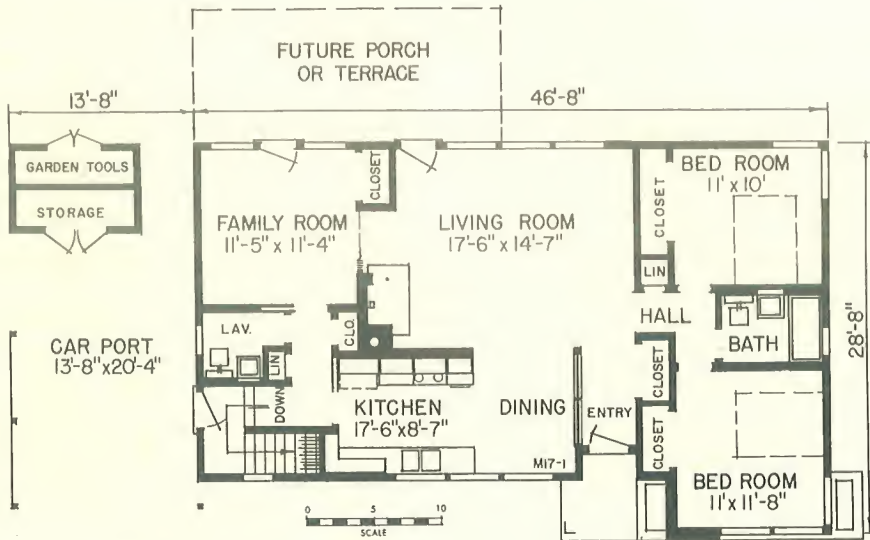 FUTURE PORCH
OR TERRACE
13'-8"
46'-8"
GARDEN TOOLS
STORAGE
CLOSET
FAMILY ROOM
11'-5" x 11'-4"
LIVING ROOM
17'-6" x 14'-7"
CLOSET
BED ROOM
11' x 10'
LIN
HALL
BATH
28'-8"
CAR PORT
13'-8"x20'-4"
LAV.
LIN
CLO.
DOWN
KITCHEN
17'-6"x8'-7"
DINING
ENTRY
CLOSET
CLOSET
M17-1
BED ROOM
11'x 11'-8"
0 5 10
SCALE
L